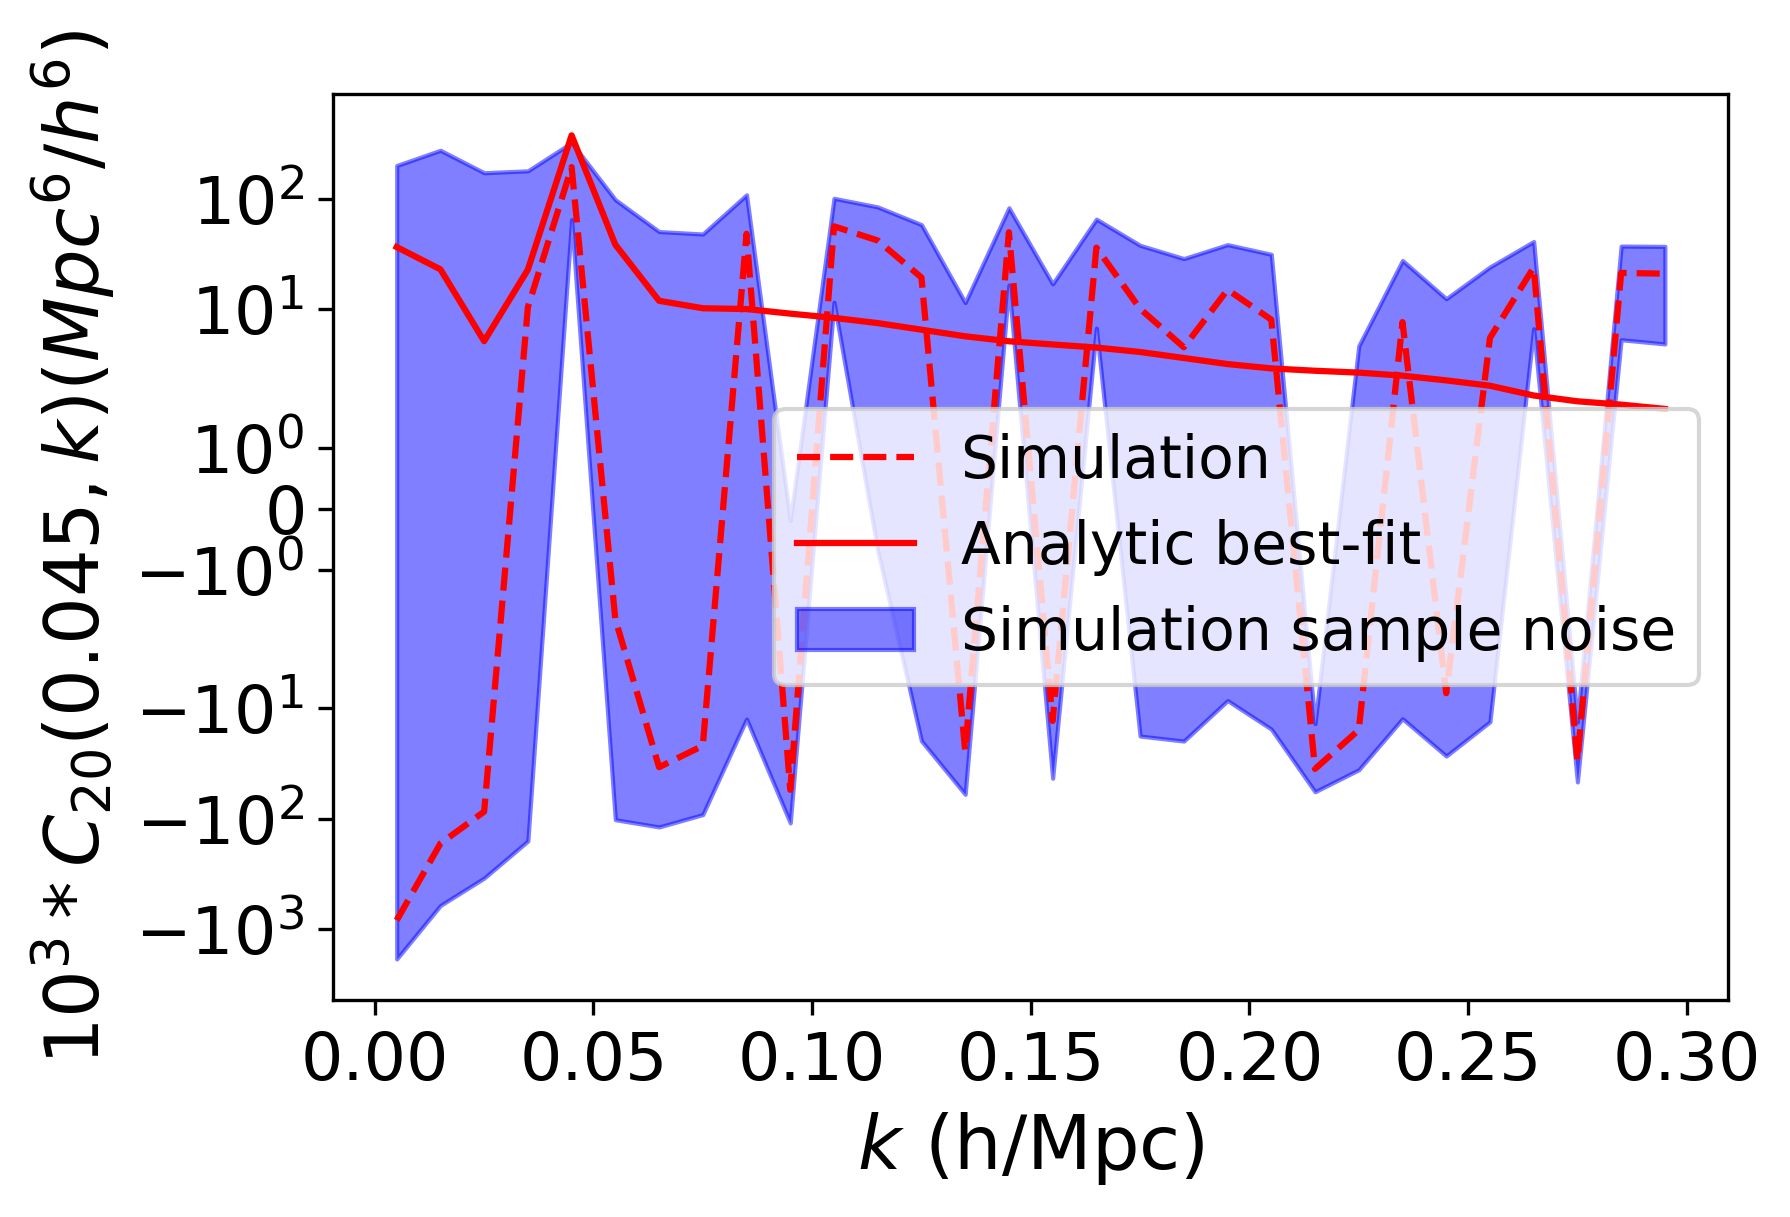 10³ * C₂₀(0.045, k)(Mpc⁶/h⁶)
10²
10¹
10⁰
0
−10⁰
−10¹
−10²
−10³
Simulation
Analytic best-fit
Simulation sample noise
0.00 0.05 0.10 0.15 0.20 0.25 0.30
k (h/Mpc)